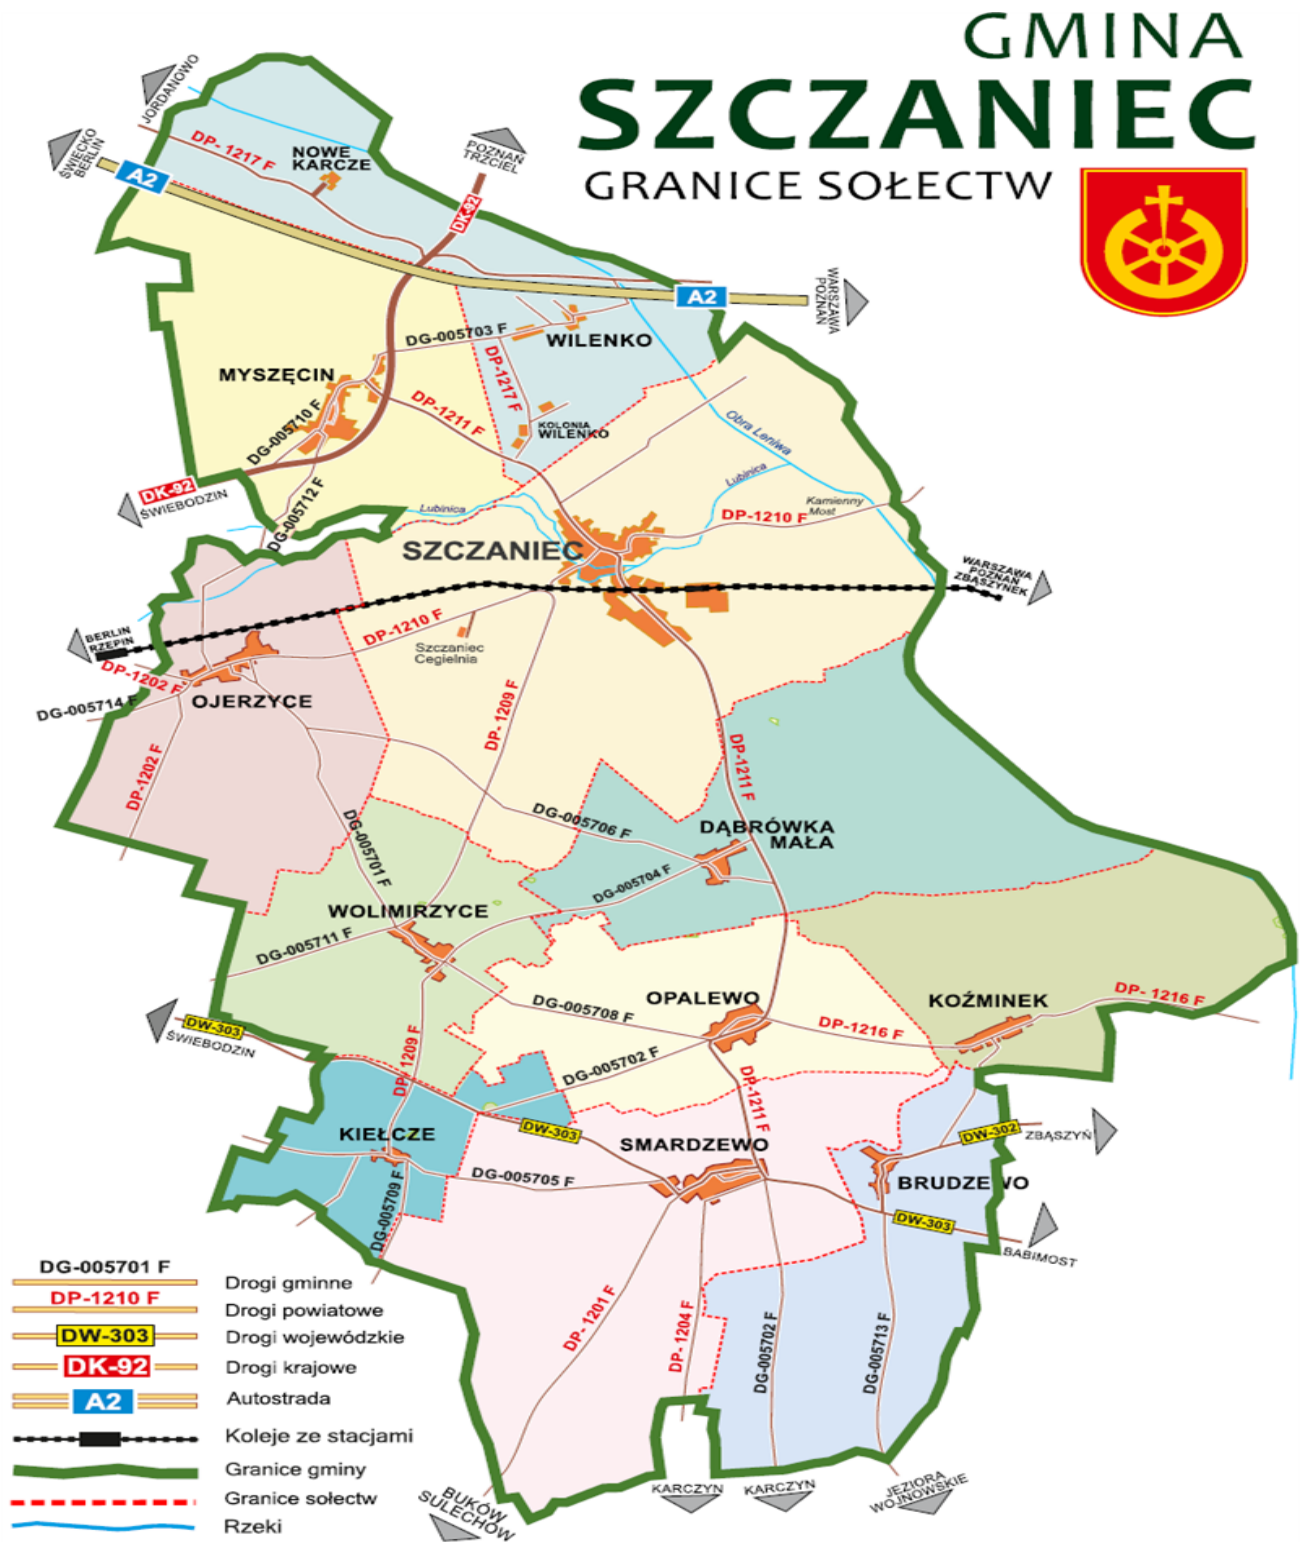 GMINA
SZCZANIEC
GRANICE SOŁECTW
JORDANOWO
ŚWIECKO
BERLIN
A2
DP- 1217 F
NOWE
KARCZE
POZNAŃ
TRZCIEL
DK-92
A2
WARSZAWA
POZNAŃ
DG-005703 F
WILENKO
MYSZĘCIN
DP-1217 F
DP-1211 F
DG-005710 F
KOLONIA
WILENKO
Obra Leniwa
Lubinica
Kamienny
Most
DK-92
ŚWIEBODZIN
DG-005712 F
Lubinica
DP-1210 F
SZCZANIEC
WARSZAWA
POZNAŃ
ZBĄSZYNEK
BERLIN
RZEPIN
DP-1210 F
Szczaniec
Cegielnia
DP-1202 F
DG-005714 F
OJERZYCE
DP- 1209 F
DP-1202 F
DP-1211 F
DG-005701 F
DG-005706 F
DĄBRÓWKA
MAŁA
DG-005704 F
WOLIMIRZYCE
DG-005711 F
OPALEWO
KOŹMINEK
DP- 1216 F
DG-005708 F
DP-1216 F
DW-303
ŚWIEBODZIN
DP- 1209 F
DG-005702 F
DP-1211 F
KIEŁCZE
DW-303
SMARDZEWO
DW-302
ZBĄSZYŃ
DG-005705 F
BRUDZEWO
DG-005709 F
DW-303
BABIMOST
DP- 1201 F
DP- 1204 F
DG-005702 F
DG-005713 F
BUKÓW
SULECHÓW
KARCZYN
KARCZYN
JEZIORA
WOJNOWSKIE
DG-005701 F
Drogi gminne
DP-1210 F
Drogi powiatowe
DW-303
Drogi wojewódzkie
DK-92
Drogi krajowe
A2
Autostrada
Koleje ze stacjami
Granice gminy
Granice sołectw
Rzeki